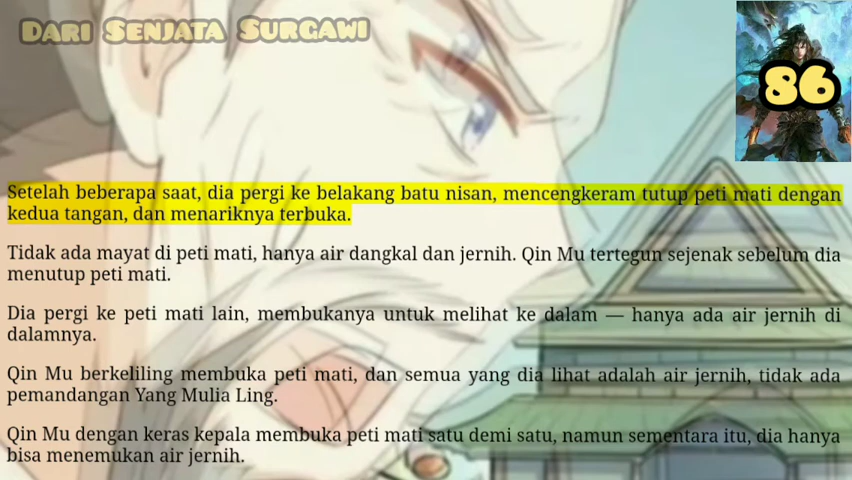 Dari Senjata Surgawi
86
Setelah beberapa saat, dia pergi ke belakang batu nisan, mencengkeram tutup peti mati dengan
kedua tangan, dan menariknya terbuka.
Tidak ada mayat di peti mati, hanya air dangkal dan jernih. Qin Mu tertegun sejenak sebelum dia
menutup peti mati.
Dia pergi ke peti mati lain, membukanya untuk melihat ke dalam — hanya ada air jernih di
dalamnya.
Qin Mu berkeliling membuka peti mati, dan semua yang dia lihat adalah air jernih, tidak ada
pemandangan Yang Mulia Ling.
Qin Mu dengan keras kepala membuka peti mati satu demi satu, namun sementara itu, dia hanya
bisa menemukan air jernih.